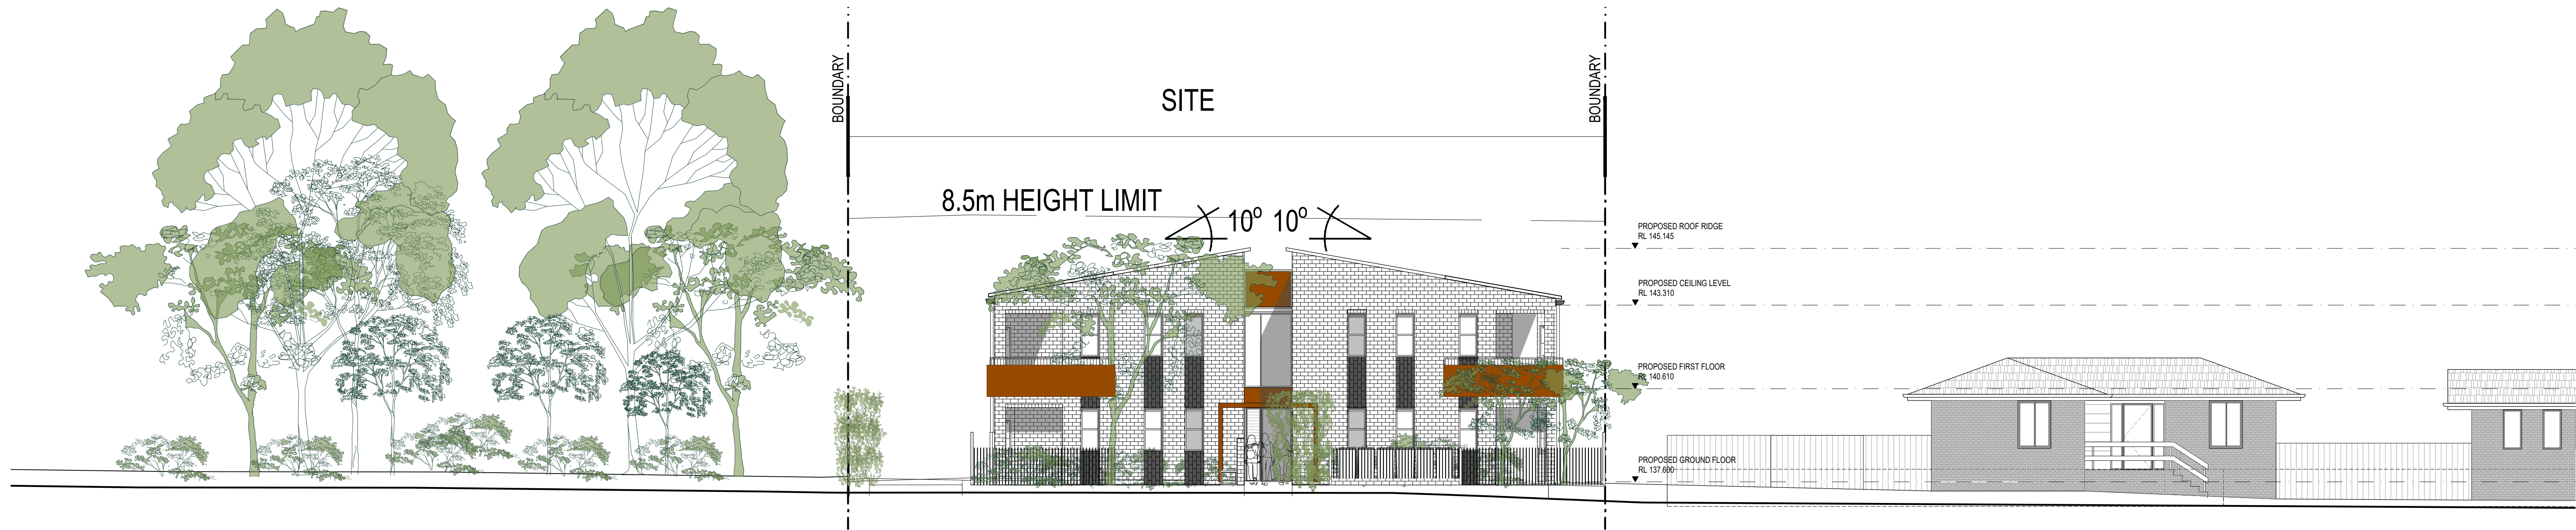 BOUNDARY
SITE
BOUNDARY
8.5m HEIGHT LIMIT
10º 10º
PROPOSED ROOF RIDGE
RL 145.145
PROPOSED CEILING LEVEL
RL 143.310
PROPOSED FIRST FLOOR
RL 140.610
PROPOSED GROUND FLOOR
RL 137.600